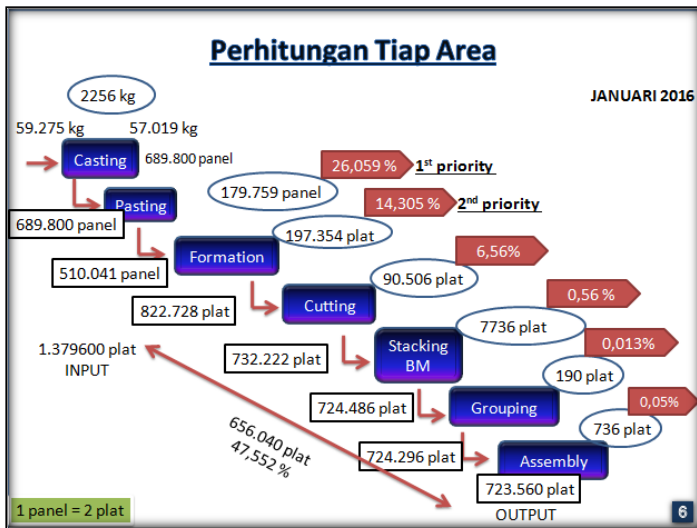 Perhitungan Tiap Area
JANUARI 2016
2256 kg
59.275 kg
57.019 kg
Casting
689.800 panel
26,059 %
1st priority
179.759 panel
Pasting
14,305 %
2nd priority
689.800 panel
197.354 plat
Formation
6,56%
510.041 panel
90.506 plat
Cutting
0,56 %
822.728 plat
7736 plat
Stacking
BM
0,013%
732.222 plat
190 plat
1.379600 plat
INPUT
Grouping
0,05%
724.486 plat
736 plat
656.040 plat
47,552 %
724.296 plat
Assembly
723.560 plat
OUTPUT
1 panel = 2 plat
6